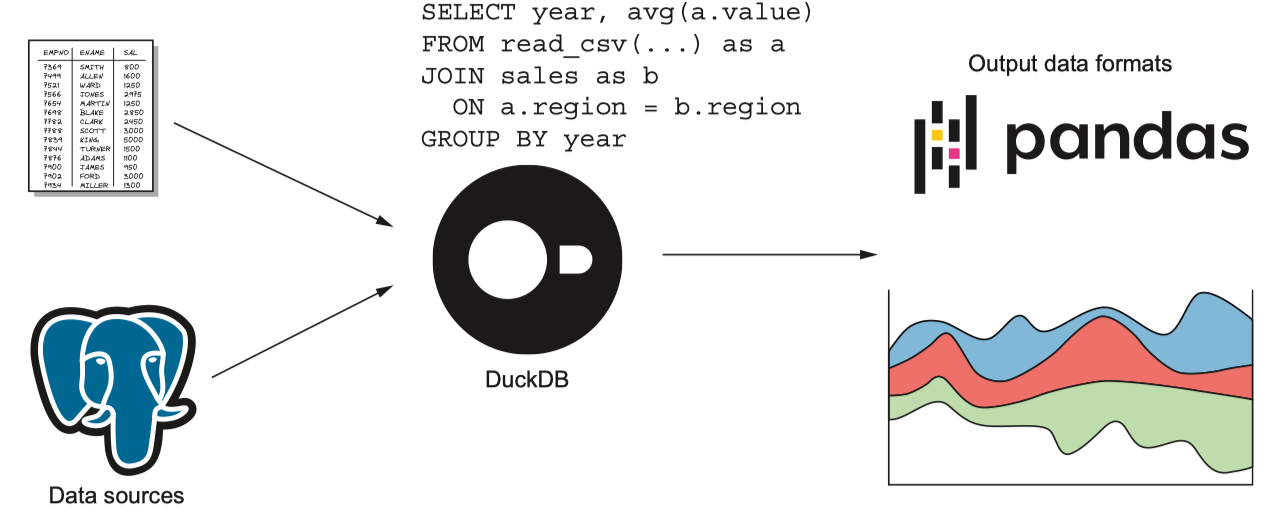 SELECT year, avg(a.value)
FROM read_csv(...) as a
JOIN sales as b
  ON a.region = b.region
GROUP BY year
EMPNO ENAME SAL
7369 SMITH 800
7499 ALLEN 1600
7521 WARD 1250
7566 JONES 2975
7654 MARTIN 1250
7698 BLAKE 2850
7782 CLARK 2450
7788 SCOTT 3000
7839 KING 5000
7844 TURNER 1500
7876 ADAMS 1100
7900 JAMES 950
7902 FORD 3000
7934 MILLER 1300
Data sources
DuckDB
Output data formats
pandas